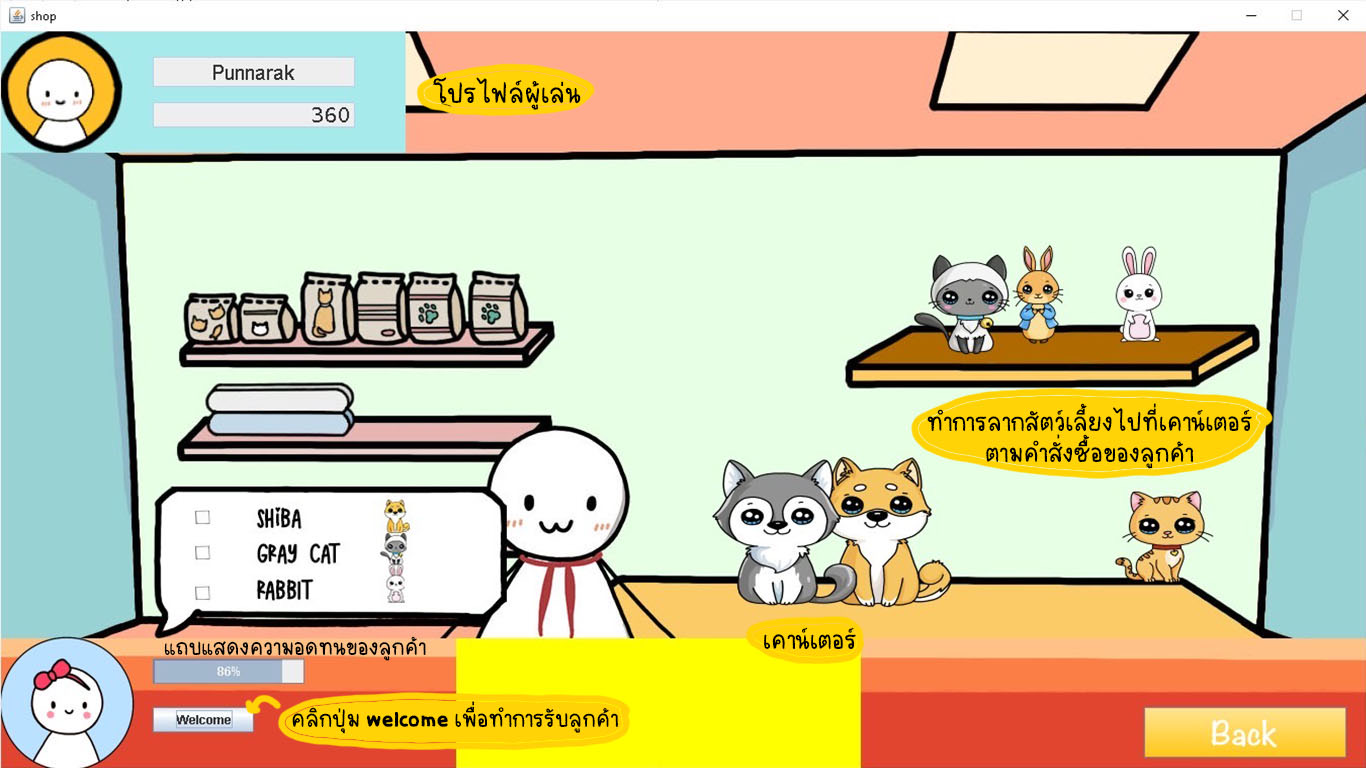 shop
Punnarak
360
โปรไฟล์ผู้เล่น
ทำการลากสัตว์เลี้ยงไปที่เคาน์เตอร์
ตามคำสั่งซื้อของลูกค้า
SHIBA
GRAY CAT
RABBIT
เคาน์เตอร์
แถบแสดงความอดทนของลูกค้า
86%
Welcome
คลิกปุ่ม welcome เพื่อทำการรับลูกค้า
Back